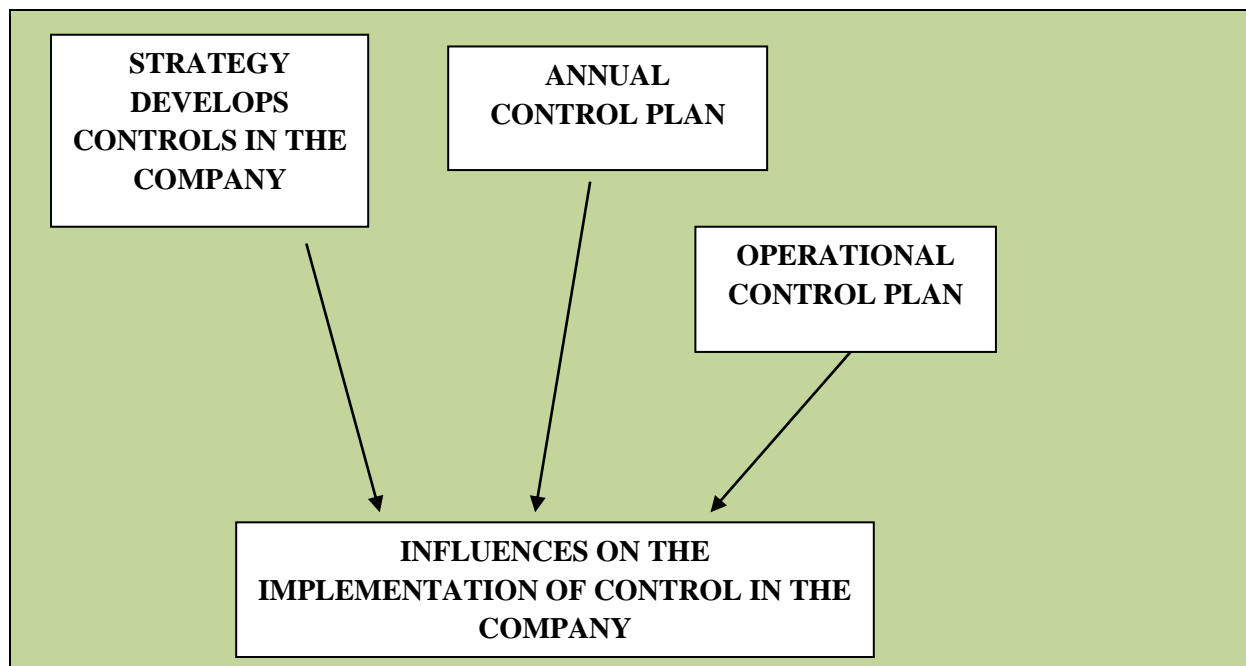 STRATEGY
DEVELOPS
CONTROLS IN THE
COMPANY
ANNUAL
CONTROL PLAN
OPERATIONAL
CONTROL PLAN
INFLUENCES ON THE
IMPLEMENTATION OF CONTROL IN THE
COMPANY